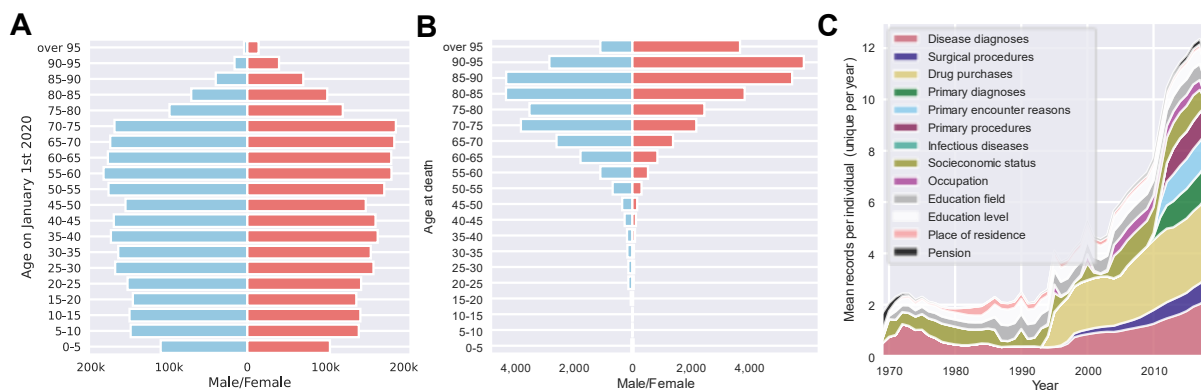 A
Age on January 1st 2020
over 95
90-95
85-90
80-85
75-80
70-75
65-70
60-65
55-60
50-55
45-50
40-45
35-40
30-35
25-30
20-25
15-20
10-15
5-10
0-5
200k 100k 0 100k 200k
Male/Female
B
Age at death
over 95
90-95
85-90
80-85
75-80
70-75
65-70
60-65
55-60
50-55
45-50
40-45
35-40
30-35
25-30
20-25
15-20
10-15
5-10
0-5
4,000 2,000 0 2,000 4,000
Male/Female
C
Mean records per individual (unique per year)
12
10
8
6
4
2
0
Disease diagnoses
Surgical procedures
Drug purchases
Primary diagnoses
Primary encounter reasons
Primary procedures
Infectious diseases
Socieconomic status
Occupation
Education field
Education level
Place of residence
Pension
1970 1980 1990 2000 2010
Year